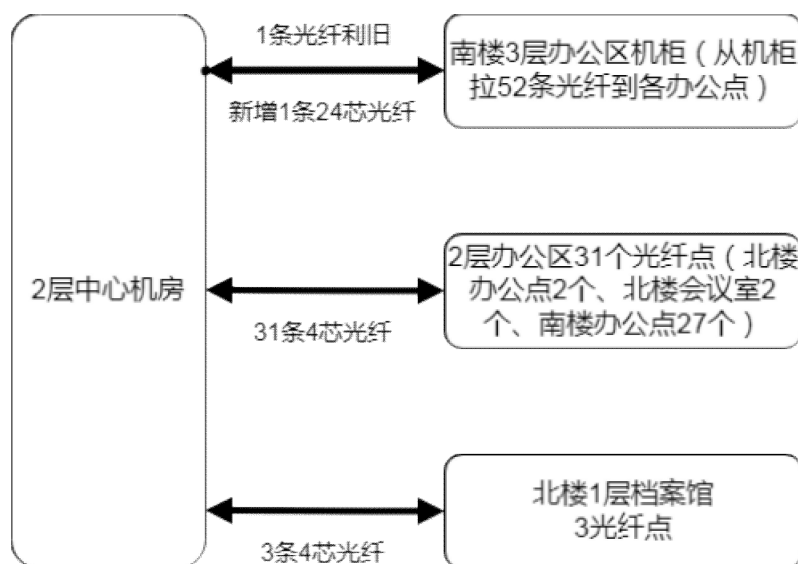 1条光纤利旧
南楼3层办公区机柜（从机柜
拉52条光纤到各办公点）
新增1条24芯光纤
2层中心机房
2层办公区31个光纤点（北楼
办公点2个、北楼会议室2
个、南楼办公点27个）
31条4芯光纤
北楼1层档案馆
3光纤点
3条4芯光纤